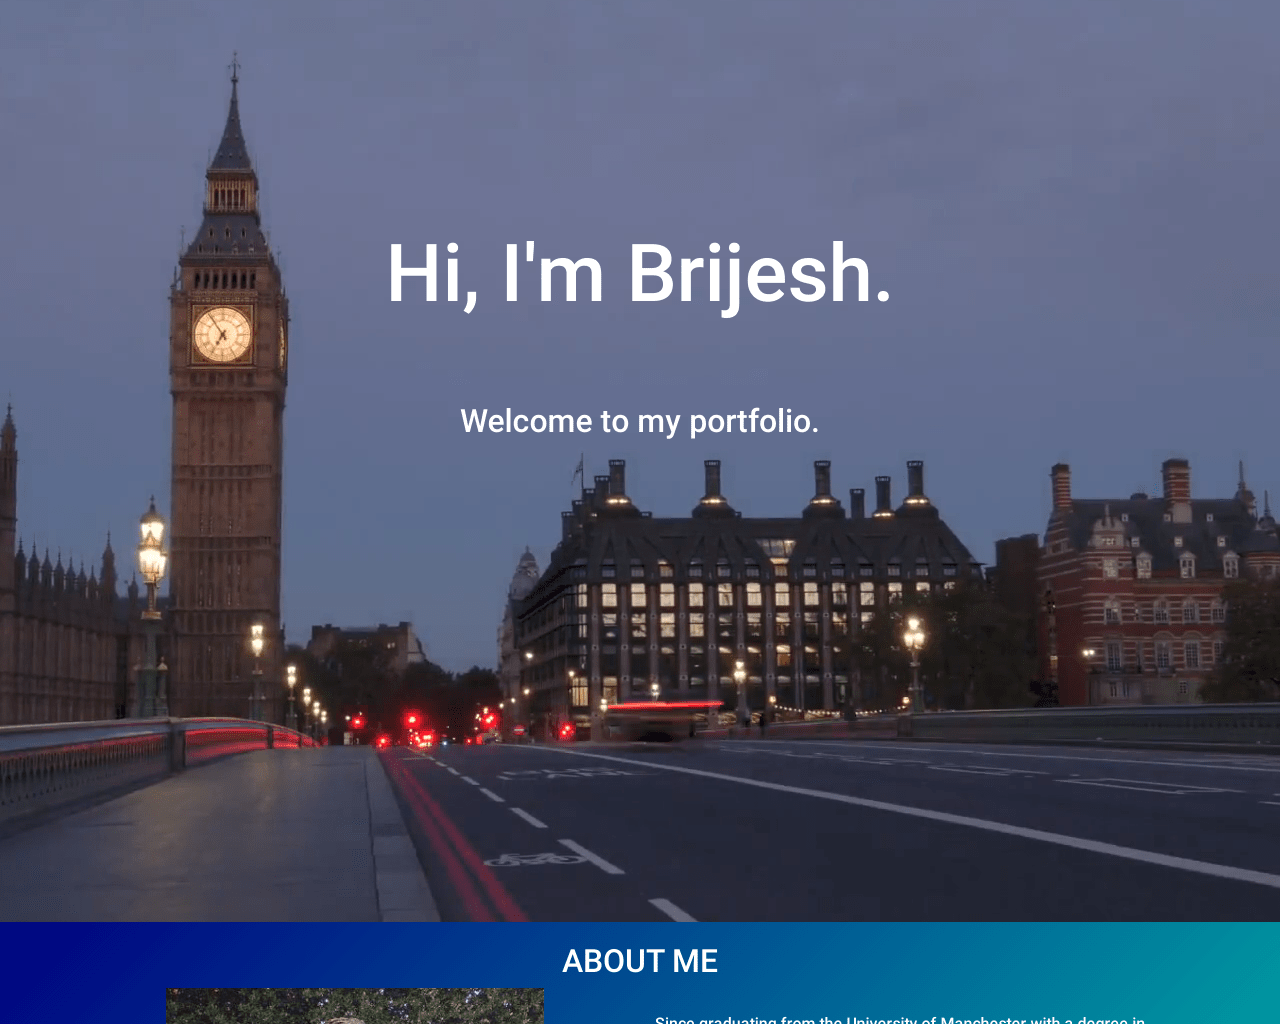 Hi, I'm Brijesh.
Welcome to my portfolio.
ABOUT ME
Since graduating from the University of Manchester with a degree in